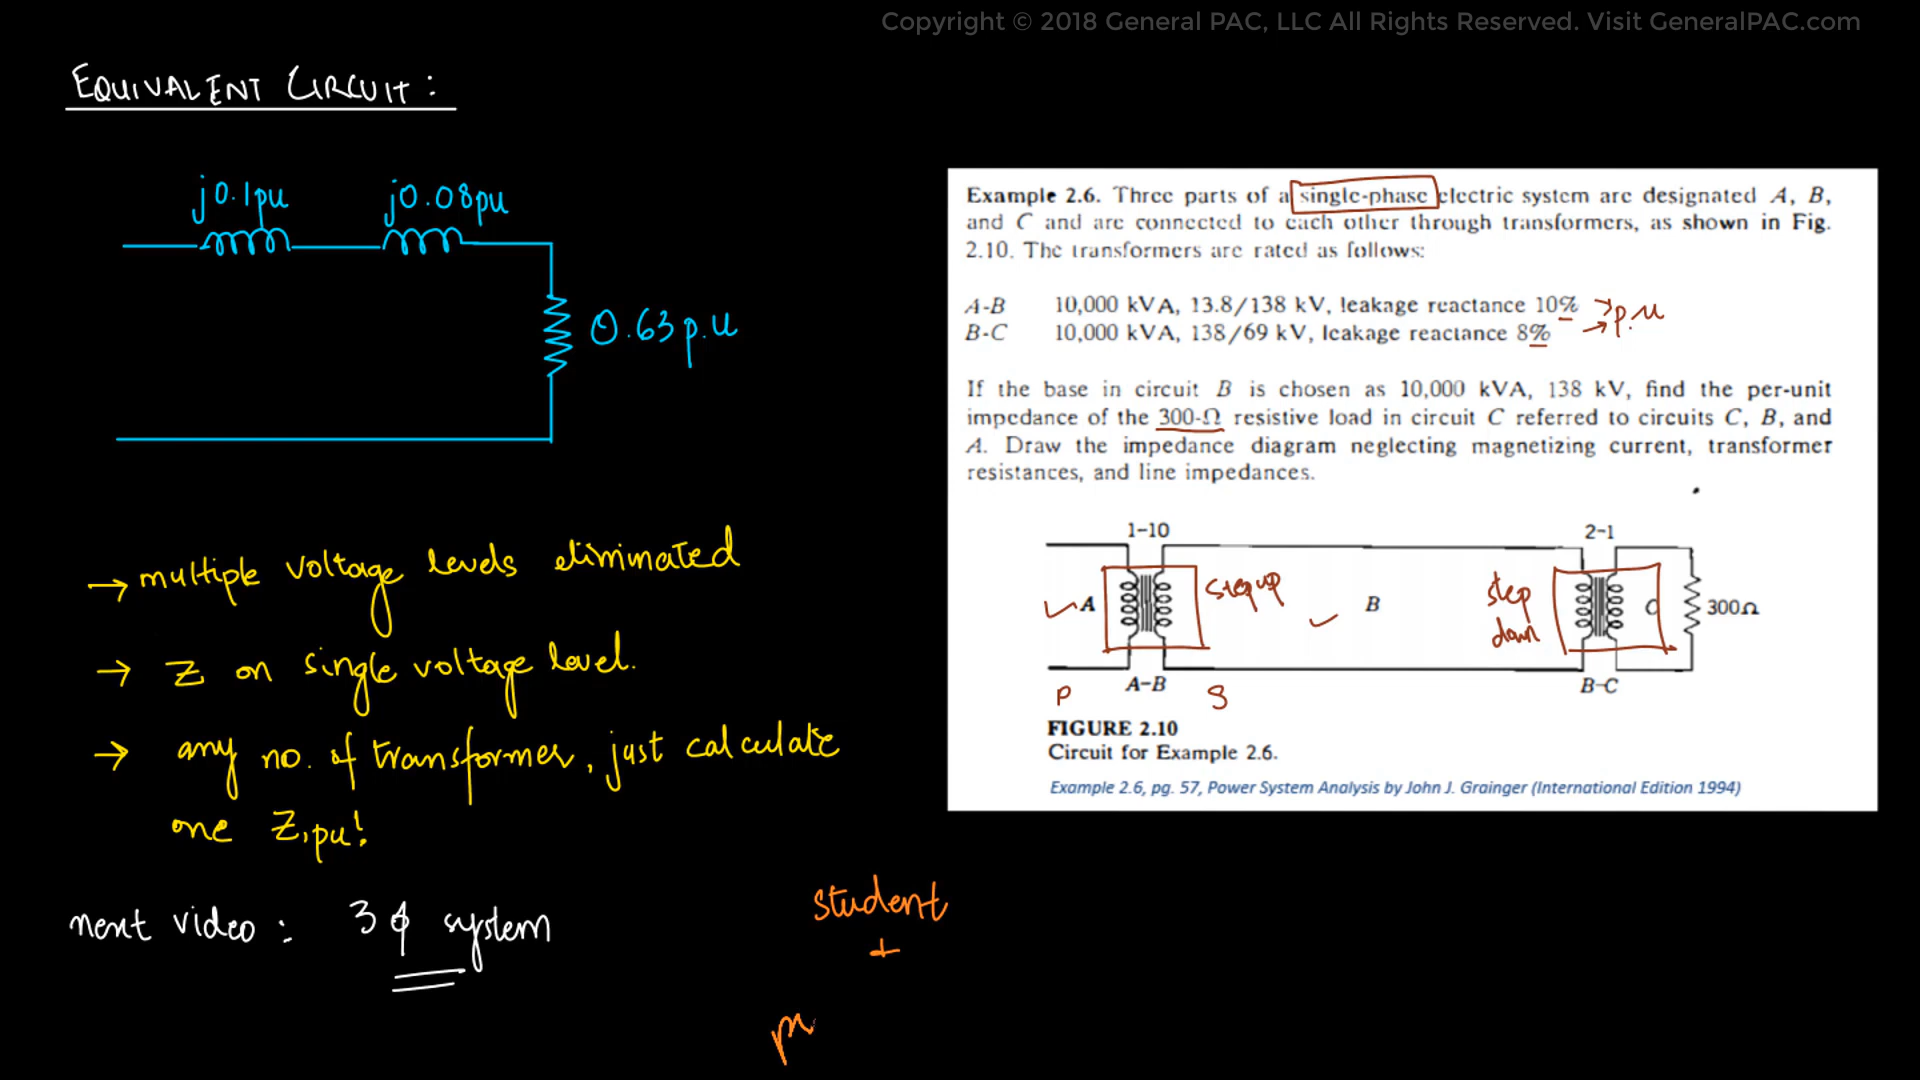 Copyright © 2018 General PAC, LLC All Rights Reserved. Visit GeneralPAC.com
EQUIVALENT CIRCUIT:
j0.1pu j0.08pu
0.63 p.u
→ multiple voltage levels eliminated
→ Z on single voltage level.
→ any no. of transformer, just calculate
one Z,pu!
next video: 3ϕ system
student
+
Example 2.6. Three parts of a single-phase electric system are designated A, B,
and C and are connected to each other through transformers, as shown in Fig.
2.10. The transformers are rated as follows:
A-B 10,000 kVA, 13.8/138 kV, leakage reactance 10% → p.u
B-C 10,000 kVA, 138/69 kV, leakage reactance 8% →
If the base in circuit B is chosen as 10,000 kVA, 138 kV, find the per-unit
impedance of the 300-Ω resistive load in circuit C referred to circuits C, B, and
A. Draw the impedance diagram neglecting magnetizing current, transformer
resistances, and line impedances.
1-10 2-1
A step up B step down C 300Ω
P A-B S B-C
FIGURE 2.10
Circuit for Example 2.6.
Example 2.6, pg. 57, Power System Analysis by John J. Grainger (International Edition 1994)